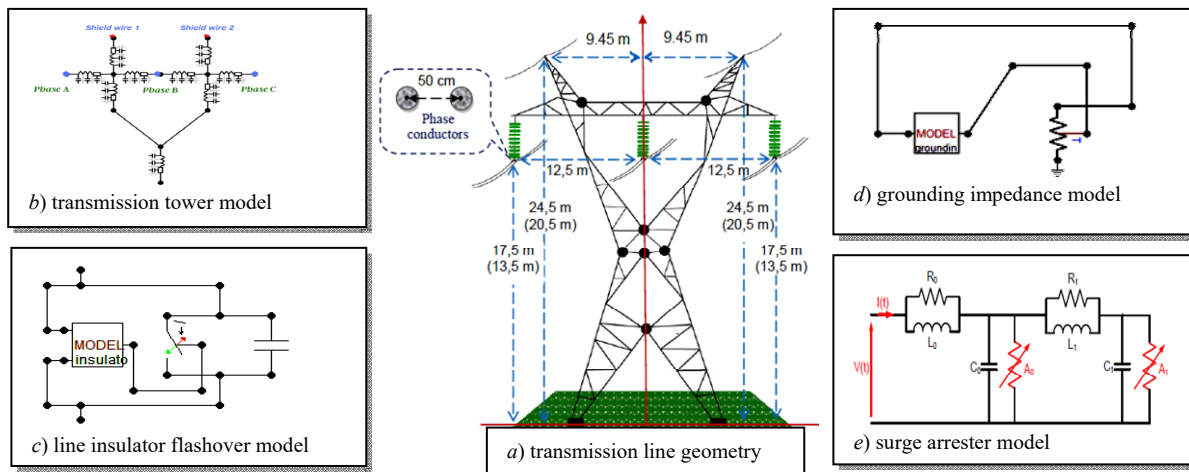 Shield wire 1
Shield wire 2
Phase A
Phase B
Phase C
b) transmission tower model
MODEL
insulato
c) line insulator flashover model
9.45 m
9.45 m
50 cm
Phase
conductors
12,5 m
12,5 m
24,5 m
(20,5 m)
24,5 m
(20,5 m)
17,5 m
(13,5 m)
17,5 m
(13,5 m)
a) transmission line geometry
MODEL
groundin
T
d) grounding impedance model
I(t)
R0
L0
R1
L1
V(t)
C0
A0
C1
A1
e) surge arrester model